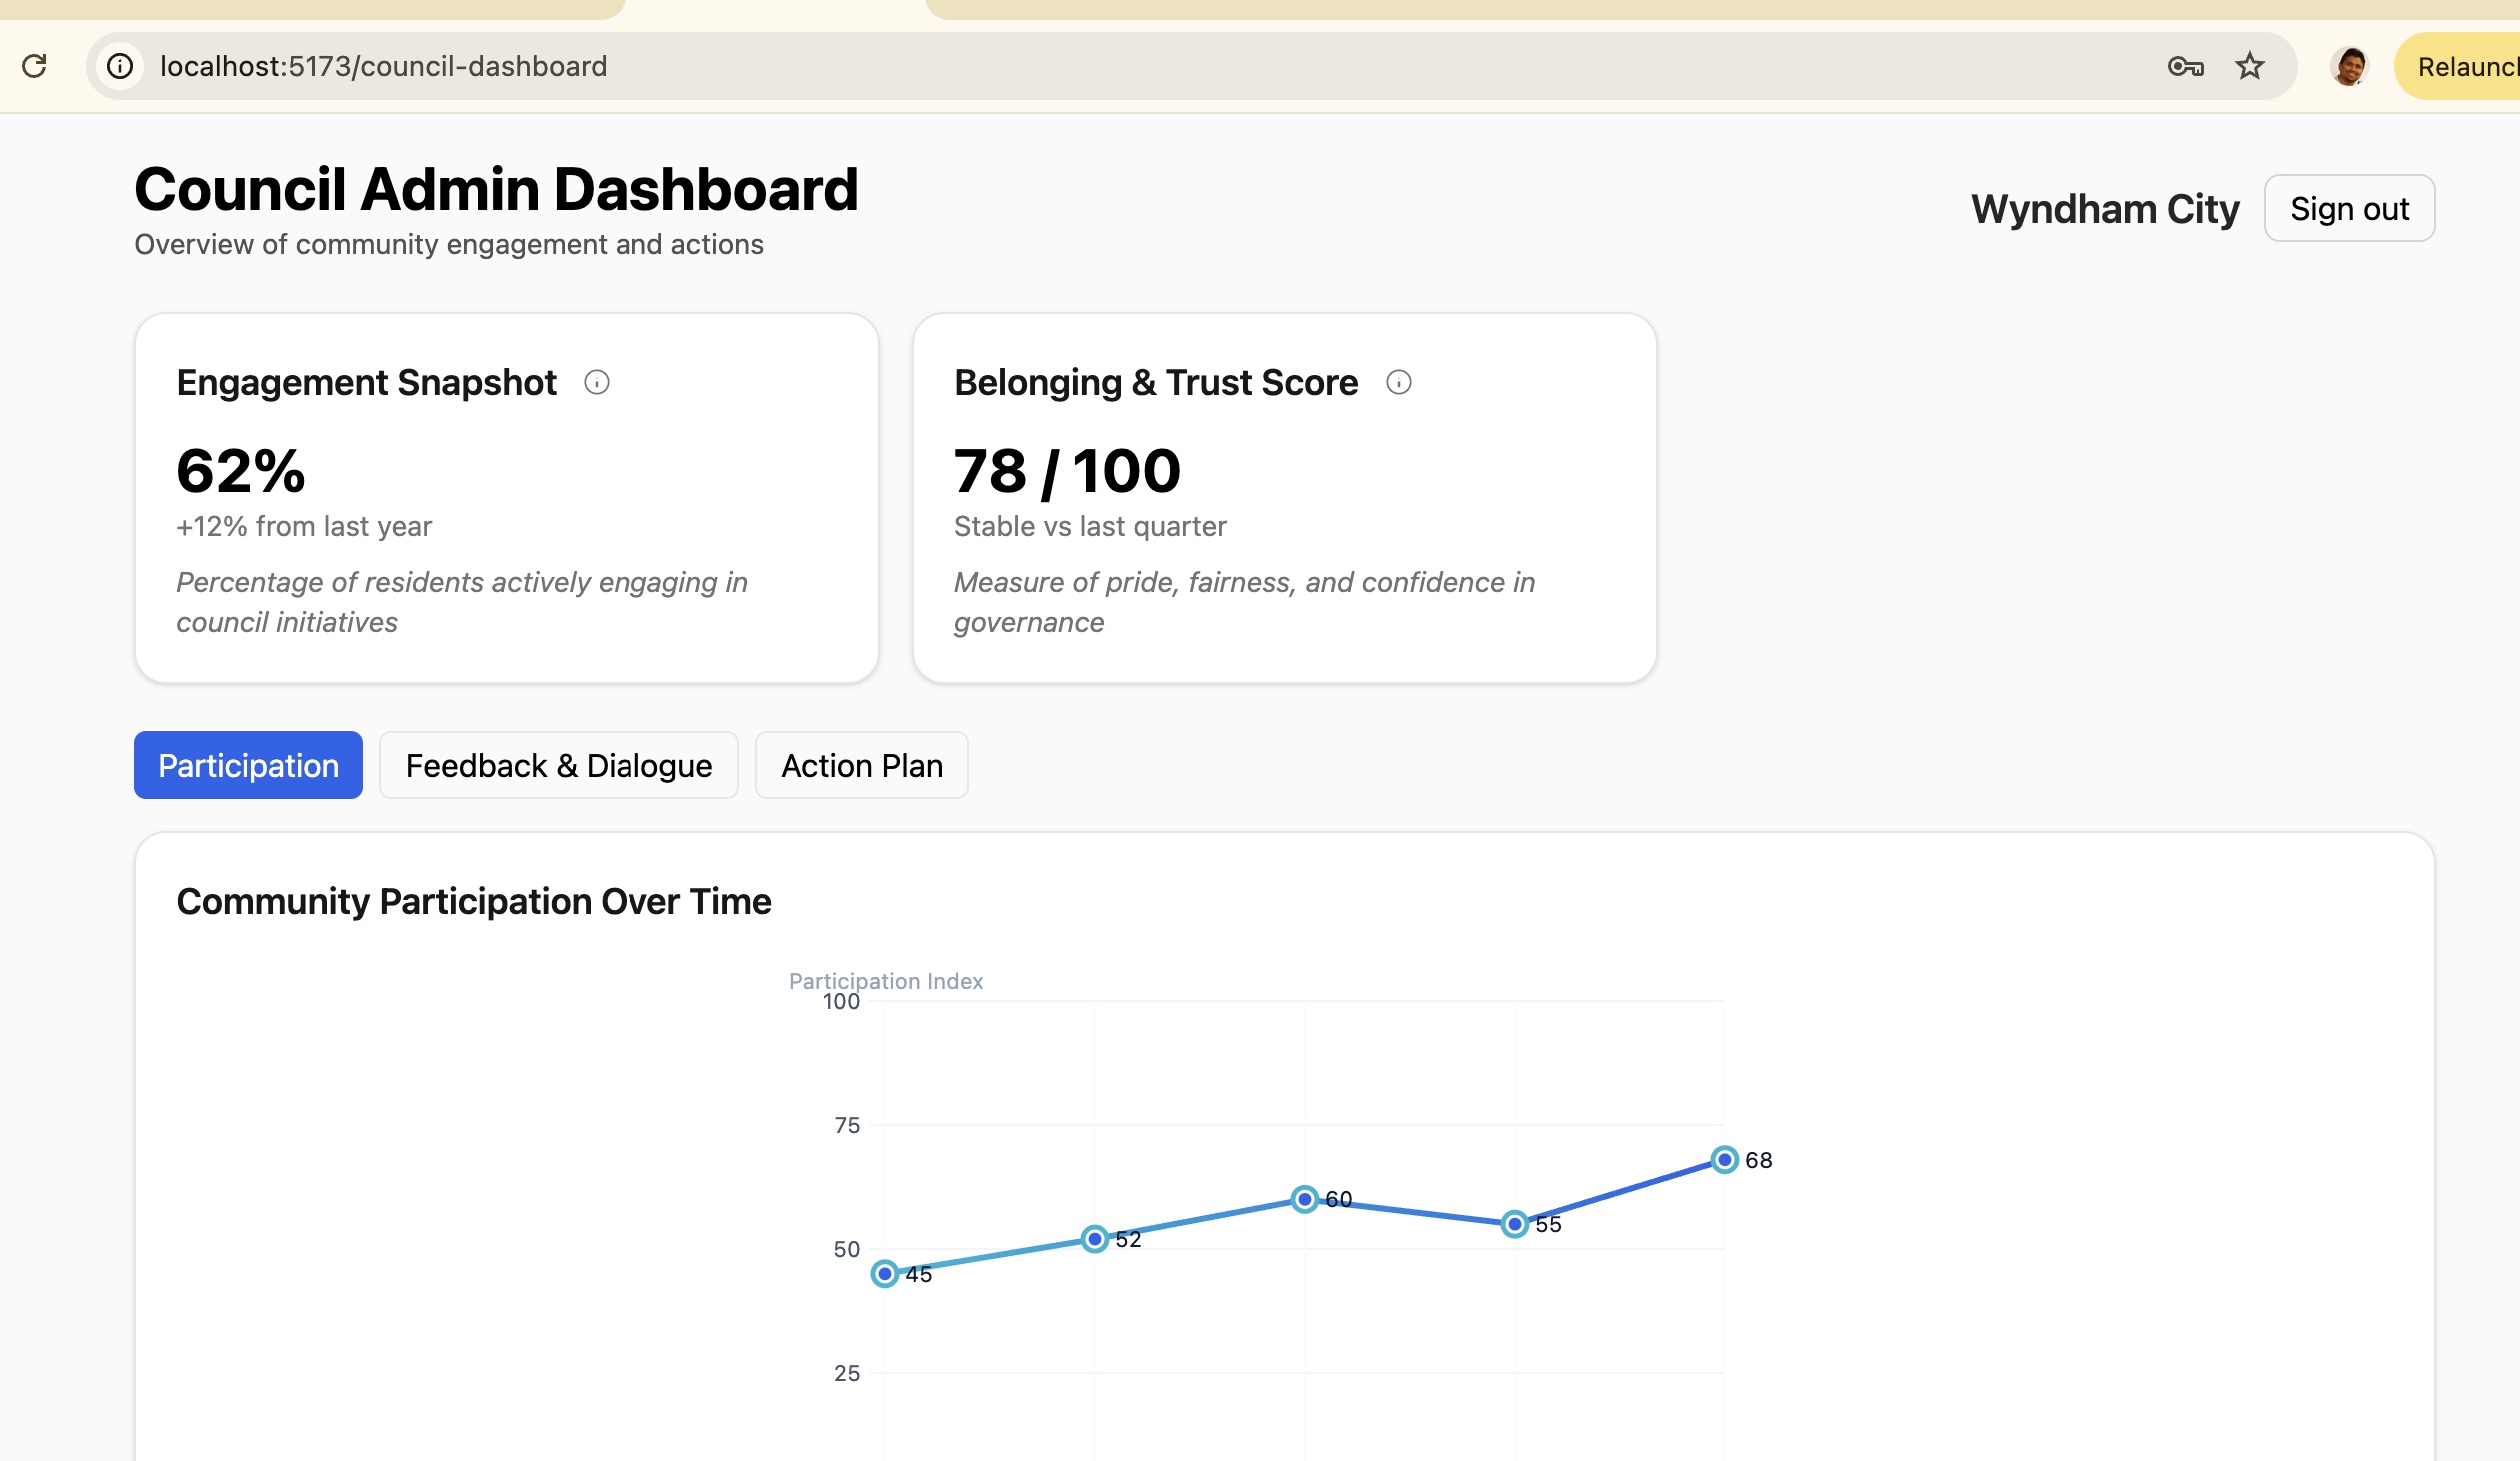 localhost:5173/council-dashboard
Council Admin Dashboard
Overview of community engagement and actions
Wyndham City
Sign out
Engagement Snapshot
62%
+12% from last year
Percentage of residents actively engaging in
council initiatives
Belonging & Trust Score
78 / 100
Stable vs last quarter
Measure of pride, fairness, and confidence in
governance
Participation
Feedback & Dialogue
Action Plan
Community Participation Over Time
Participation Index
100
75
68
60
55
52
50
45
25